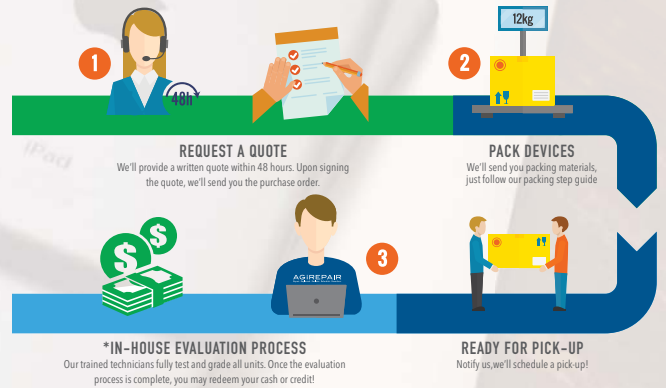 1
48h
REQUEST A QUOTE
We'll provide a written quote within 48 hours. Upon signing
the quote, we'll send you the purchase order.
2
12kg
PACK DEVICES
We'll send you packing materials,
just follow our packing step guide
iPad
3
AGIREPAIR
*IN-HOUSE EVALUATION PROCESS
Our trained technicians fully test and grade all units. Once the evaluation
process is complete, you may redeem your cash or credit!
$
$
READY FOR PICK-UP
Notify us,we'll schedule a pick-up!